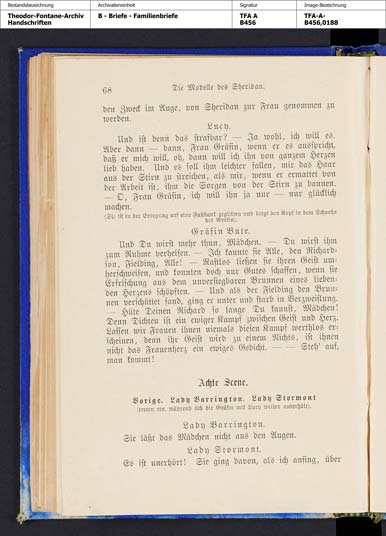 Bestandsbezeichnung
Archivalieneinheit
Signatur
Image-Bezeichnung
Theodor-Fontane-Archiv
Handschriften
B - Briefe - Familienbriefe
TFA A
B456
TFA-A-
B456,0188
68
Die Modelle des Sheridan.
den Zweck im Auge, von Sheridan zur Frau genommen zu
werden.
Lucy.
Und ist denn das strafbar? — Ja wohl, ich will es.
Aber dann — dann, Frau Gräfin, wenn er es ausspricht,
daß er mich will, oh, dann will ich ihn von ganzem Herzen
lieb haben. Und es soll ihm leichter fallen, mir das Haar
aus der Stirn zu streichen, als mir, wenn er ermattet von
der Arbeit ist, ihm die Sorgen von der Stirn zu bannen.
— O, Frau Gräfin, ich will ihn ja nur — nur glücklich
machen.
(Sie ist in der Erregung auf eine Fußbank geglitten und birgt den Kopf in dem Schooße
der Gräfin).
Gräfin Bute.
Und Du wirst mehr thun, Mädchen. — Du wirst ihm
zum Ruhme verhelfen. — Ich kannte sie Alle, den Richard-
son, Fielding, Alle! — Rastlos ließen sie ihren Geist um-
herschweifen, und konnten doch nur Gutes schaffen, wenn sie
Erfrischung aus dem unversiegbaren Brunnen eines lieben-
den Herzens schöpften. — Und als der Fielding den Brun-
nen verschüttet fand, ging er unter und starb in Verzweiflung.
— Hüte Deinen Richard so lange Du kannst, Mädchen!
Denn Dichten ist ein ewiger Kampf zwischen Geist und Herz.
Lassen wir Frauen ihnen niemals diesen Kampf werthlos er-
scheinen, denn ihr Geist wird zu einem Nichts, ist ihnen
nicht das Frauenherz ein ewiges Gedicht. — — Steh' auf,
man kommt!
Achte Scene.
Vorige. Lady Barrington. Lady Stormont
(treten ein, während sich die Gräfin mit Lucy weiter unterhält).
Lady Barrington.
Sie läßt das Mädchen nicht aus den Augen.
Lady Stormont.
Es ist unerhört! Sie ging davon, als ich anfing, über